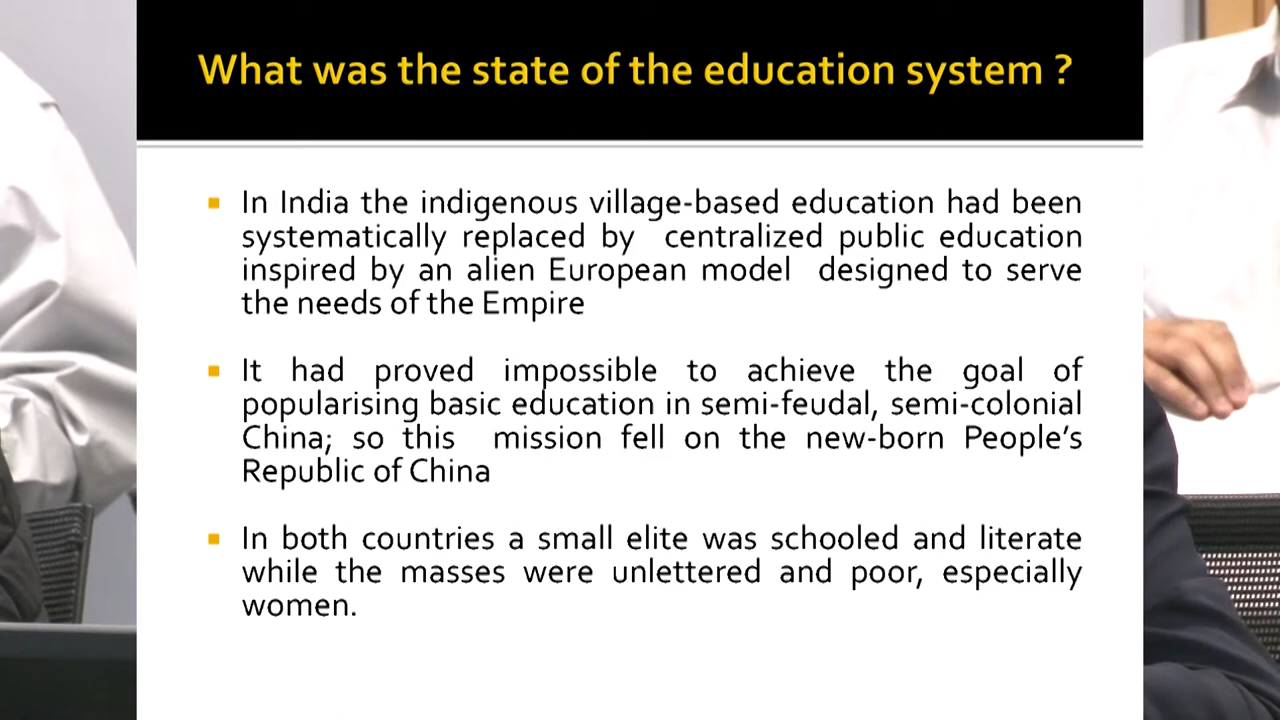 What was the state of the education system ?
In India the indigenous village-based education had been
systematically replaced by centralized public education
inspired by an alien European model designed to serve
the needs of the Empire
It had proved impossible to achieve the goal of
popularising basic education in semi-feudal, semi-colonial
China; so this mission fell on the new-born People's
Republic of China
In both countries a small elite was schooled and literate
while the masses were unlettered and poor, especially
women.